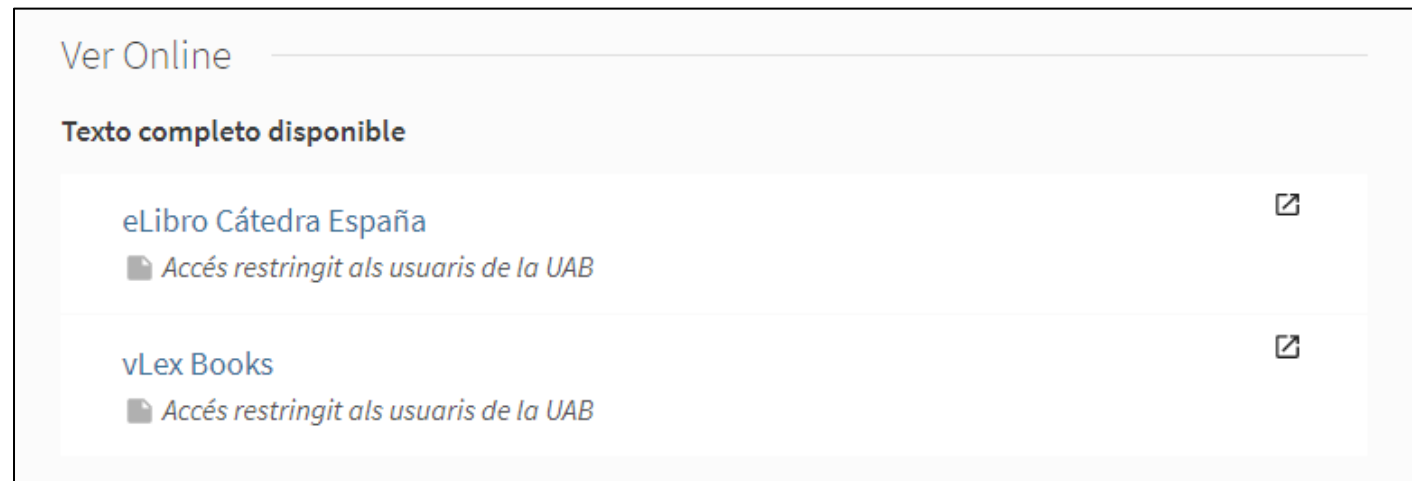 Ver Online
Texto completo disponible
eLibro Cátedra España
Accés restringit als usuaris de la UAB
vLex Books
Accés restringit als usuaris de la UAB